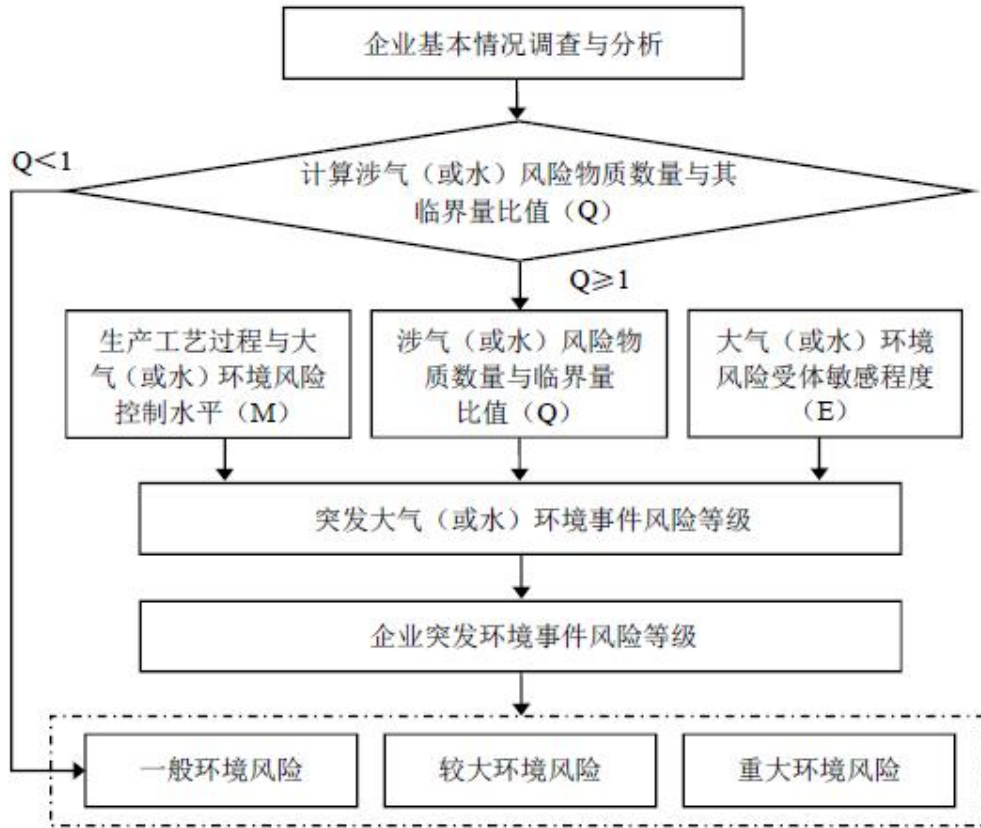 企业基本情况调查与分析
Q＜1
计算涉气（或水）风险物质数量与其
临界量比值（Q）
Q≥1
生产工艺过程与大
气（或水）环境风险
控制水平（M）
涉气（或水）风险物
质数量与临界量
比值（Q）
大气（或水）环境
风险受体敏感程度
（E）
突发大气（或水）环境事件风险等级
企业突发环境事件风险等级
一般环境风险
较大环境风险
重大环境风险